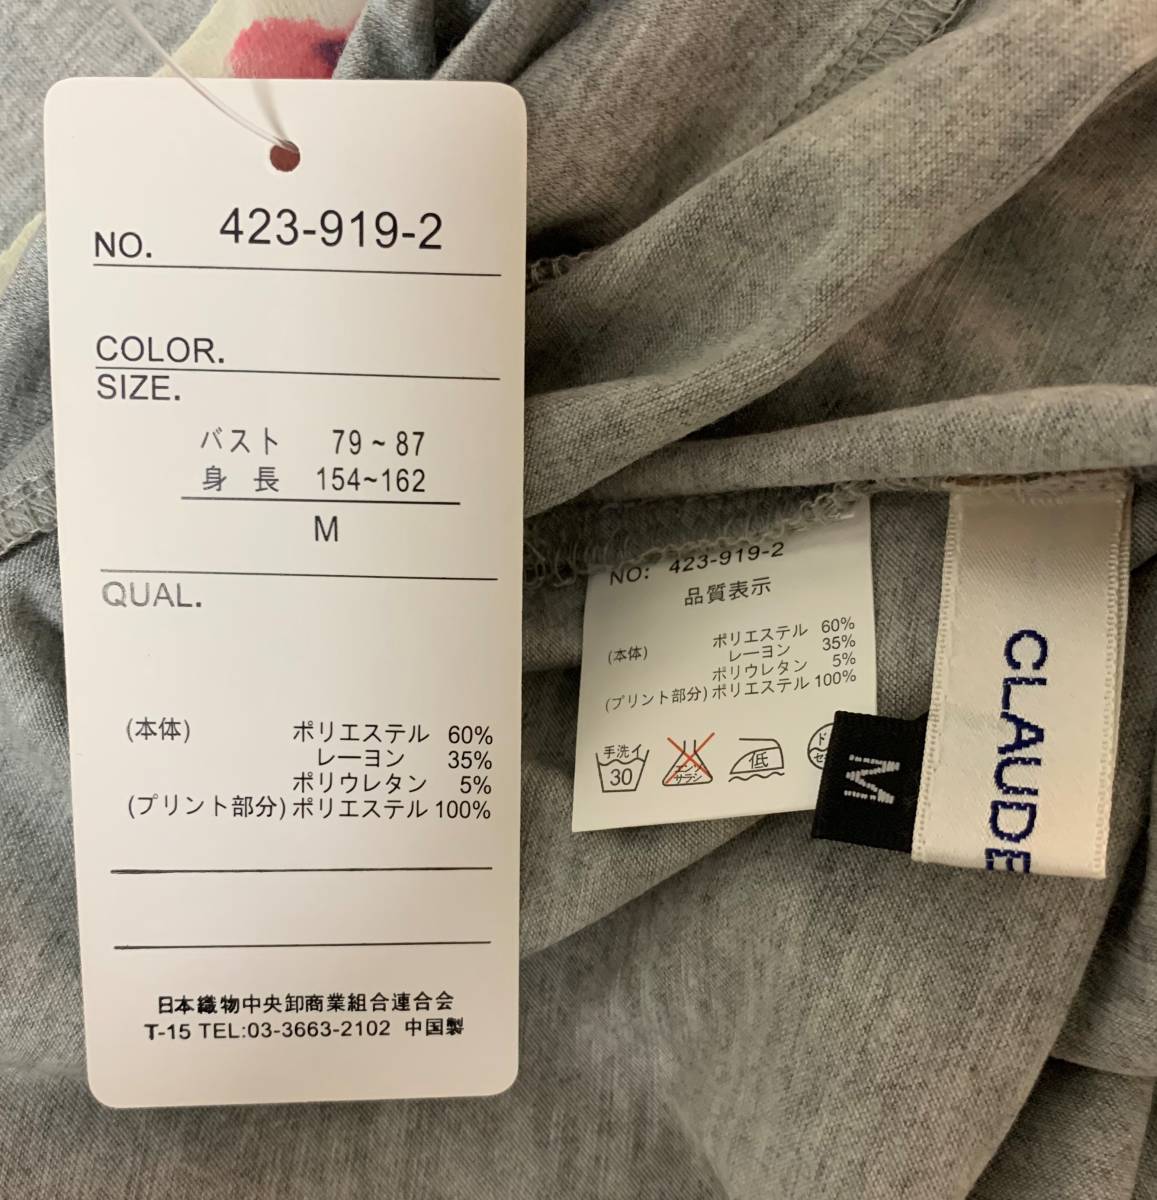 NO. 423-919-2
COLOR.
SIZE.
バスト 79~87
身長 154~162
M
QUAL.
(本体) ポリエステル 60%
レーヨン 35%
ポリウレタン 5%
(プリント部分) ポリエステル 100%
日本織物中央卸商業組合連合会
T-15 TEL:03-3663-2102 中国製
NO: 423-919-2
品質表示
(本体) ポリエステル 60%
レーヨン 35%
ポリウレタン 5%
(プリント部分) ポリエステル 100%
手洗イ
30
エンソ
サラシ
低
M
CLAUDE